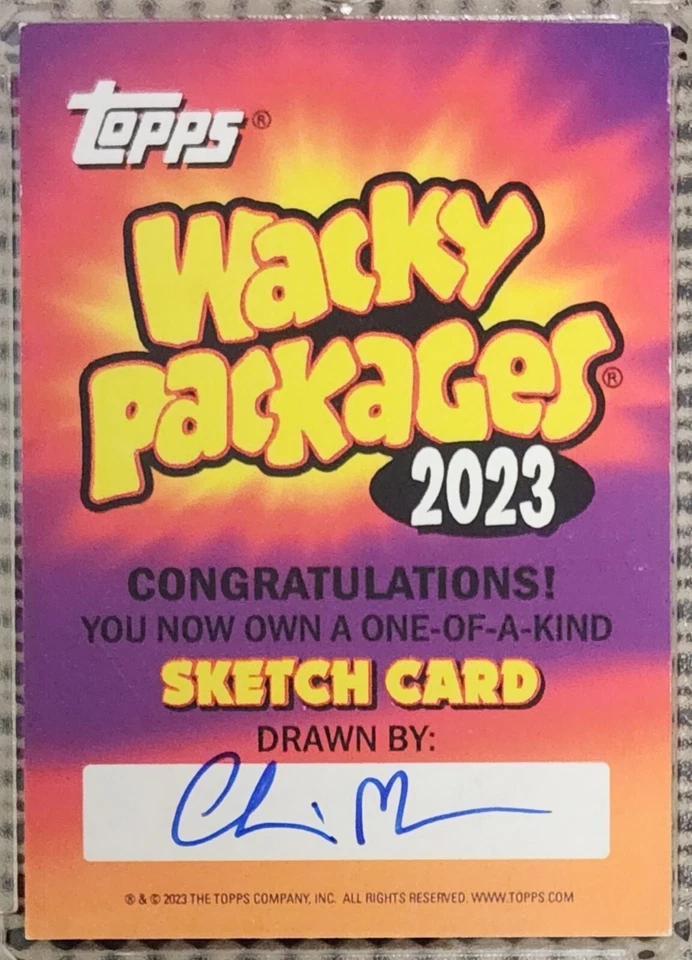 TOPPS®
WACKY
PACKAGES®
2023
CONGRATULATIONS!
YOU NOW OWN A ONE-OF-A-KIND
SKETCH CARD
DRAWN BY:
® & © 2023 THE TOPPS COMPANY, INC. ALL RIGHTS RESERVED. WWW.TOPPS.COM